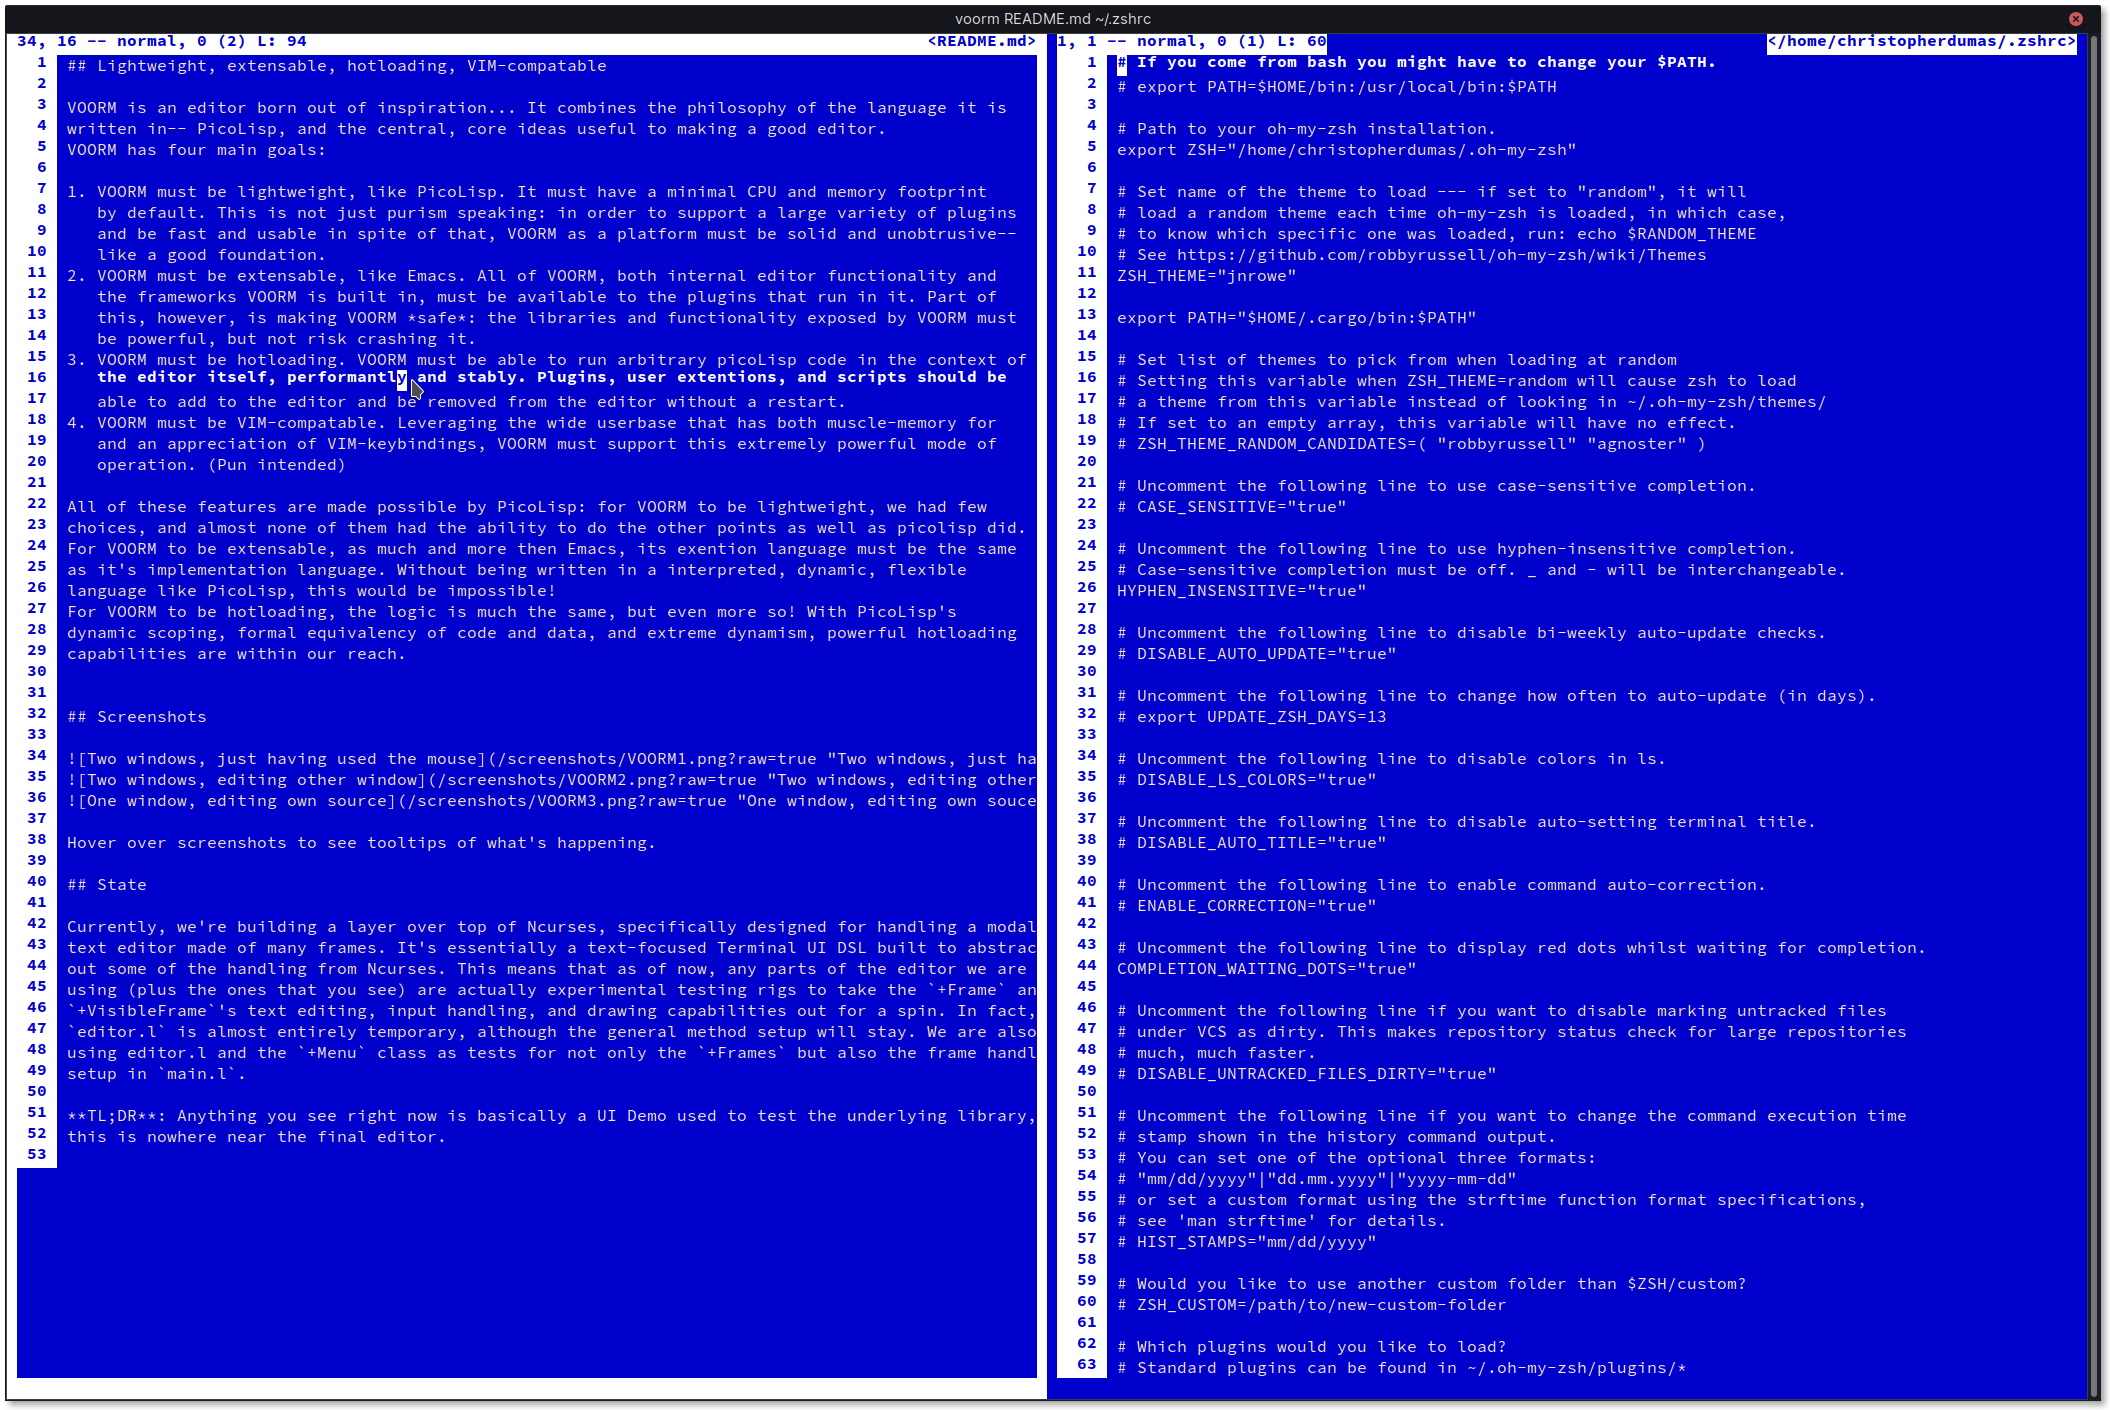 voorm README.md ~/.zshrc
34, 16 -- normal, 0 (2) L: 94 <README.md>
1 ## Lightweight, extensable, hotloading, VIM-compatable
2
3 VOORM is an editor born out of inspiration... It combines the philosophy of the language it is
4 written in-- PicoLisp, and the central, core ideas useful to making a good editor.
5 VOORM has four main goals:
6
7 1. VOORM must be lightweight, like PicoLisp. It must have a minimal CPU and memory footprint
8 by default. This is not just purism speaking: in order to support a large variety of plugins
9 and be fast and usable in spite of that, VOORM as a platform must be solid and unobtrusive--
10 like a good foundation.
11 2. VOORM must be extensable, like Emacs. All of VOORM, both internal editor functionality and
12 the frameworks VOORM is built in, must be available to the plugins that run in it. Part of
13 this, however, is making VOORM *safe*: the libraries and functionality exposed by VOORM must
14 be powerful, but not risk crashing it.
15 3. VOORM must be hotloading. VOORM must be able to run arbitrary picoLisp code in the context of
16 the editor itself, performantly and stably. Plugins, user extentions, and scripts should be
17 able to add to the editor and be removed from the editor without a restart.
18 4. VOORM must be VIM-compatable. Leveraging the wide userbase that has both muscle-memory for
19 and an appreciation of VIM-keybindings, VOORM must support this extremely powerful mode of
20 operation. (Pun intended)
21
22 All of these features are made possible by PicoLisp: for VOORM to be lightweight, we had few
23 choices, and almost none of them had the ability to do the other points as well as picolisp did.
24 For VOORM to be extensable, as much and more then Emacs, its exention language must be the same
25 as it's implementation language. Without being written in a interpreted, dynamic, flexible
26 language like PicoLisp, this would be impossible!
27 For VOORM to be hotloading, the logic is much the same, but even more so! With PicoLisp's
28 dynamic scoping, formal equivalency of code and data, and extreme dynamism, powerful hotloading
29 capabilities are within our reach.
30
31
32 ## Screenshots
33
34 ![Two windows, just having used the mouse](/screenshots/VOORM1.png?raw=true "Two windows, just ha
35 ![Two windows, editing other window](/screenshots/VOORM2.png?raw=true "Two windows, editing other
36 ![One window, editing own source](/screenshots/VOORM3.png?raw=true "One window, editing own souce
37
38 Hover over screenshots to see tooltips of what's happening.
39
40 ## State
41
42 Currently, we're building a layer over top of Ncurses, specifically designed for handling a modal
43 text editor made of many frames. It's essentially a text-focused Terminal UI DSL built to abstrac
44 out some of the handling from Ncurses. This means that as of now, any parts of the editor we are
45 using (plus the ones that you see) are actually experimental testing rigs to take the `+Frame` an
46 `+VisibleFrame`'s text editing, input handling, and drawing capabilities out for a spin. In fact,
47 `editor.l` is almost entirely temporary, although the general method setup will stay. We are also
48 using editor.l and the `+Menu` class as tests for not only the `+Frames` but also the frame handl
49 setup in `main.l`.
50
51 **TL;DR**: Anything you see right now is basically a UI Demo used to test the underlying library,
52 this is nowhere near the final editor.
53
1, 1 -- normal, 0 (1) L: 60 </home/christopherdumas/.zshrc>
1 # If you come from bash you might have to change your $PATH.
2 # export PATH=$HOME/bin:/usr/local/bin:$PATH
3
4 # Path to your oh-my-zsh installation.
5 export ZSH="/home/christopherdumas/.oh-my-zsh"
6
7 # Set name of the theme to load --- if set to "random", it will
8 # load a random theme each time oh-my-zsh is loaded, in which case,
9 # to know which specific one was loaded, run: echo $RANDOM_THEME
10 # See https://github.com/robbyrussell/oh-my-zsh/wiki/Themes
11 ZSH_THEME="jnrowe"
12
13 export PATH="$HOME/.cargo/bin:$PATH"
14
15 # Set list of themes to pick from when loading at random
16 # Setting this variable when ZSH_THEME=random will cause zsh to load
17 # a theme from this variable instead of looking in ~/.oh-my-zsh/themes/
18 # If set to an empty array, this variable will have no effect.
19 # ZSH_THEME_RANDOM_CANDIDATES=( "robbyrussell" "agnoster" )
20
21 # Uncomment the following line to use case-sensitive completion.
22 # CASE_SENSITIVE="true"
23
24 # Uncomment the following line to use hyphen-insensitive completion.
25 # Case-sensitive completion must be off. _ and - will be interchangeable.
26 HYPHEN_INSENSITIVE="true"
27
28 # Uncomment the following line to disable bi-weekly auto-update checks.
29 # DISABLE_AUTO_UPDATE="true"
30
31 # Uncomment the following line to change how often to auto-update (in days).
32 # export UPDATE_ZSH_DAYS=13
33
34 # Uncomment the following line to disable colors in ls.
35 # DISABLE_LS_COLORS="true"
36
37 # Uncomment the following line to disable auto-setting terminal title.
38 # DISABLE_AUTO_TITLE="true"
39
40 # Uncomment the following line to enable command auto-correction.
41 # ENABLE_CORRECTION="true"
42
43 # Uncomment the following line to display red dots whilst waiting for completion.
44 COMPLETION_WAITING_DOTS="true"
45
46 # Uncomment the following line if you want to disable marking untracked files
47 # under VCS as dirty. This makes repository status check for large repositories
48 # much, much faster.
49 # DISABLE_UNTRACKED_FILES_DIRTY="true"
50
51 # Uncomment the following line if you want to change the command execution time
52 # stamp shown in the history command output.
53 # You can set one of the optional three formats:
54 # "mm/dd/yyyy"|"dd.mm.yyyy"|"yyyy-mm-dd"
55 # or set a custom format using the strftime function format specifications,
56 # see 'man strftime' for details.
57 # HIST_STAMPS="mm/dd/yyyy"
58
59 # Would you like to use another custom folder than $ZSH/custom?
60 # ZSH_CUSTOM=/path/to/new-custom-folder
61
62 # Which plugins would you like to load?
63 # Standard plugins can be found in ~/.oh-my-zsh/plugins/*